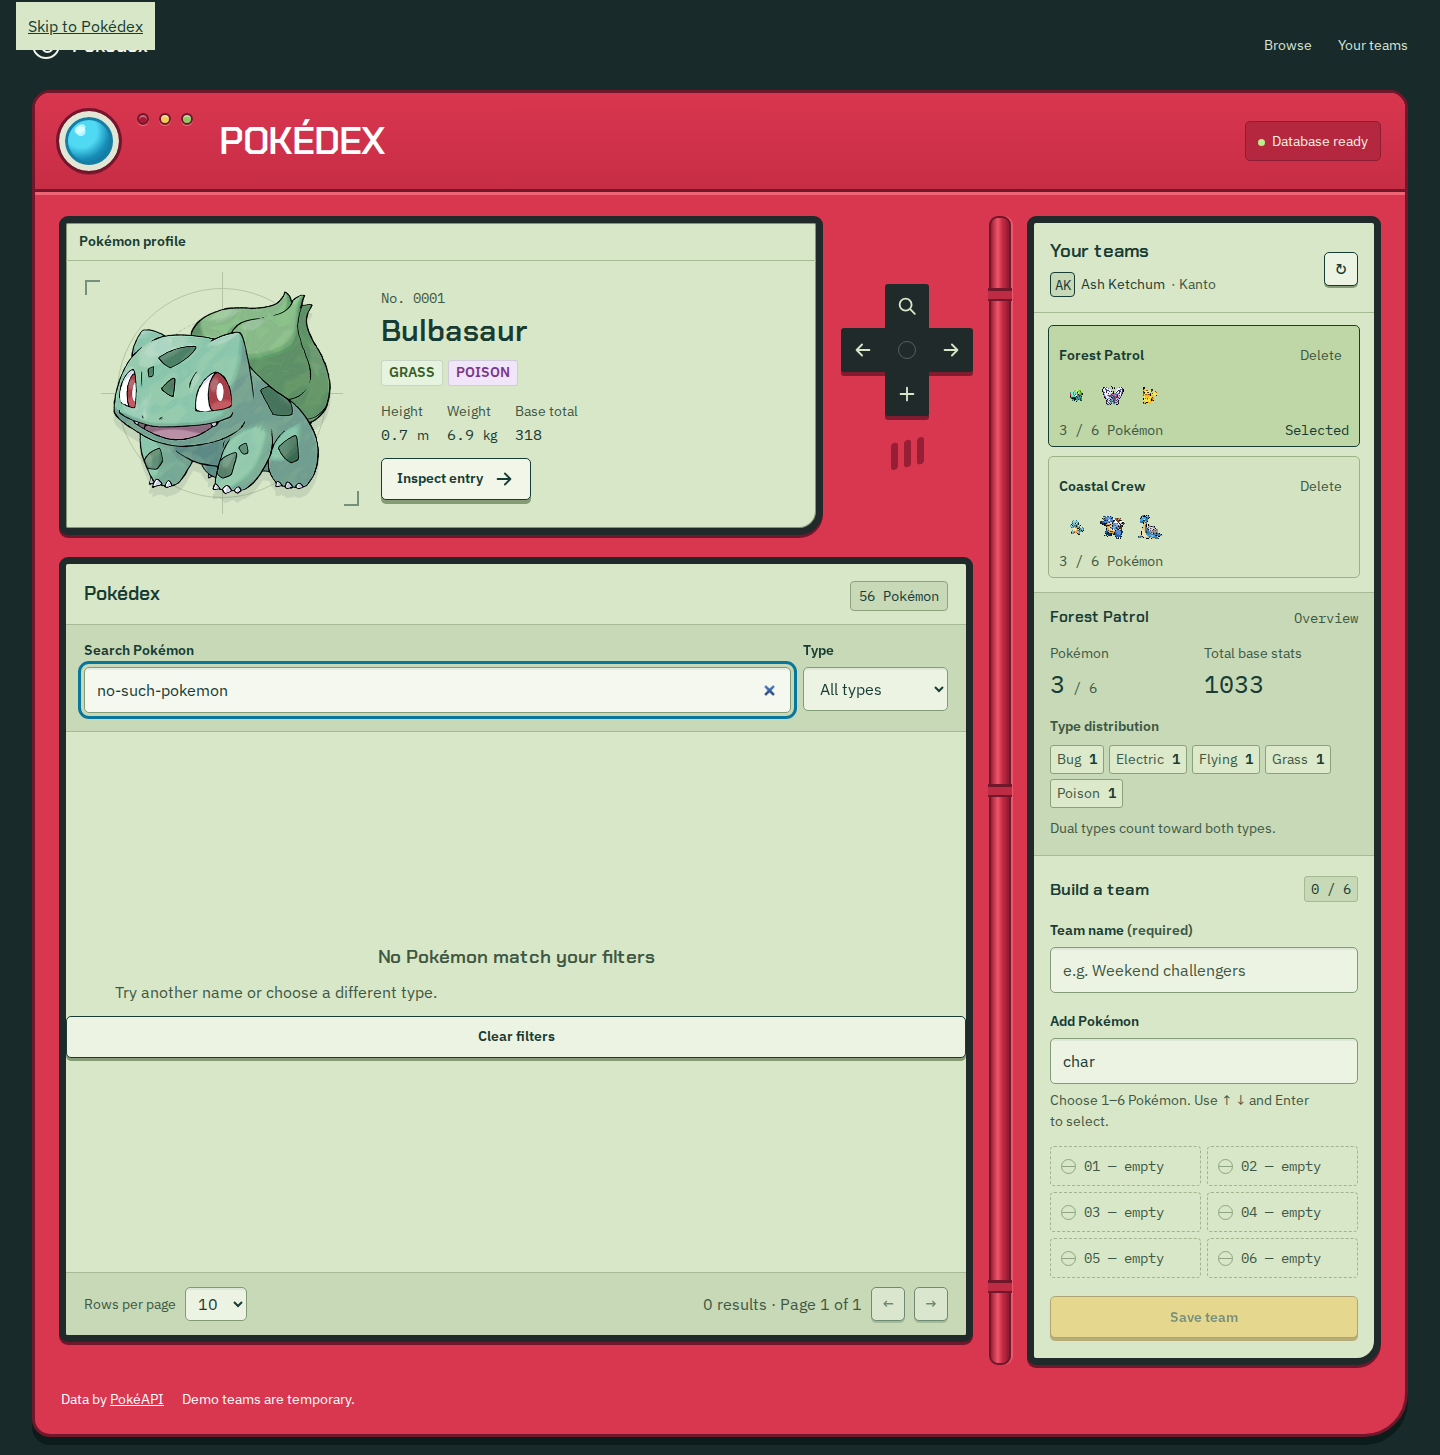 Skip to Pokédex
Browse
Your teams
POKÉDEX
Database ready
Pokémon profile
No. 0001
Bulbasaur
GRASS
POISON
Height
Weight
Base total
0.7 m
6.9 kg
318
Inspect entry →
Pokédex
56 Pokémon
Search Pokémon
Type
no-such-pokemon
All types
No Pokémon match your filters
Try another name or choose a different type.
Clear filters
Rows per page
10
0 results · Page 1 of 1
←
→
Your teams
AK
Ash Ketchum · Kanto
Forest Patrol
Delete
3 / 6 Pokémon
Selected
Coastal Crew
Delete
3 / 6 Pokémon
Forest Patrol
Overview
Pokémon
Total base stats
3 / 6
1033
Type distribution
Bug 1
Electric 1
Flying 1
Grass 1
Poison 1
Dual types count toward both types.
Build a team
0 / 6
Team name (required)
e.g. Weekend challengers
Add Pokémon
char
Choose 1–6 Pokémon. Use ↑ ↓ and Enter
to select.
01 — empty
02 — empty
03 — empty
04 — empty
05 — empty
06 — empty
Save team
Data by PokéAPI
Demo teams are temporary.